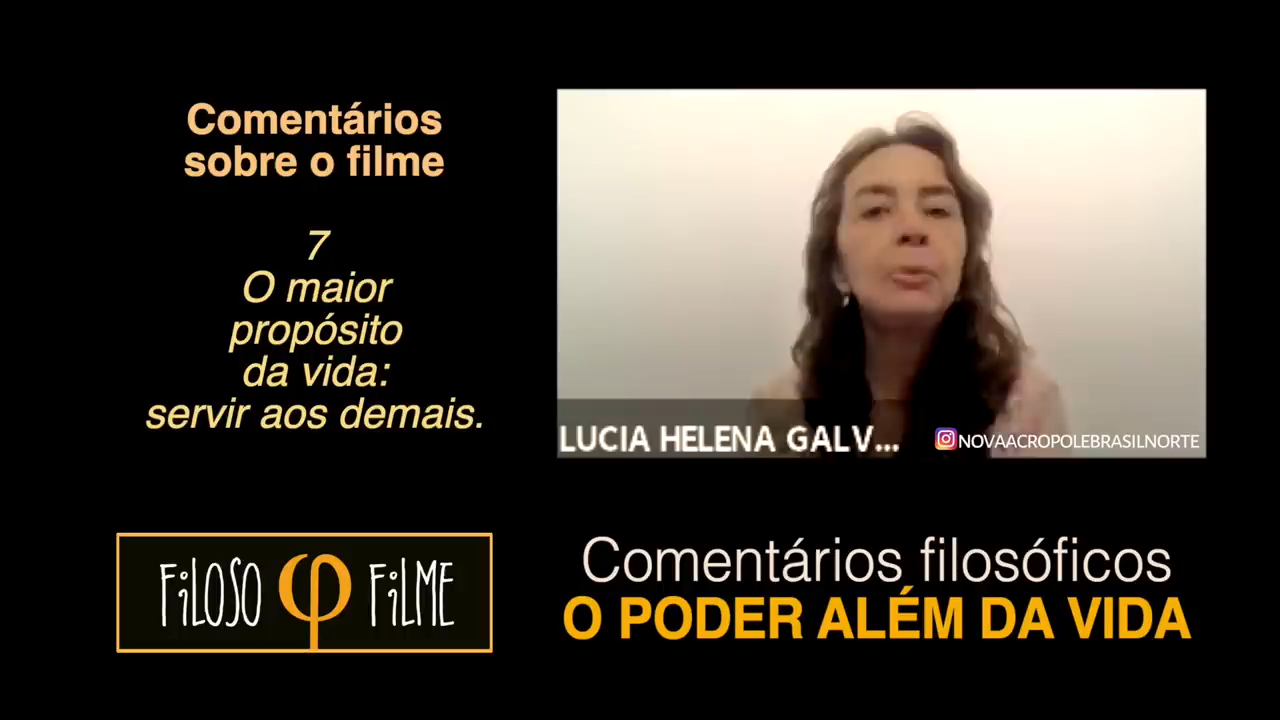 Comentários
sobre o filme
7
O maior
propósito
da vida:
servir aos demais.
LUCIA HELENA GALV...
NOVAACROPOLEBRASILNORTE
FiLOSO φ FiLME
Comentários filosóficos
O PODER ALÉM DA VIDA